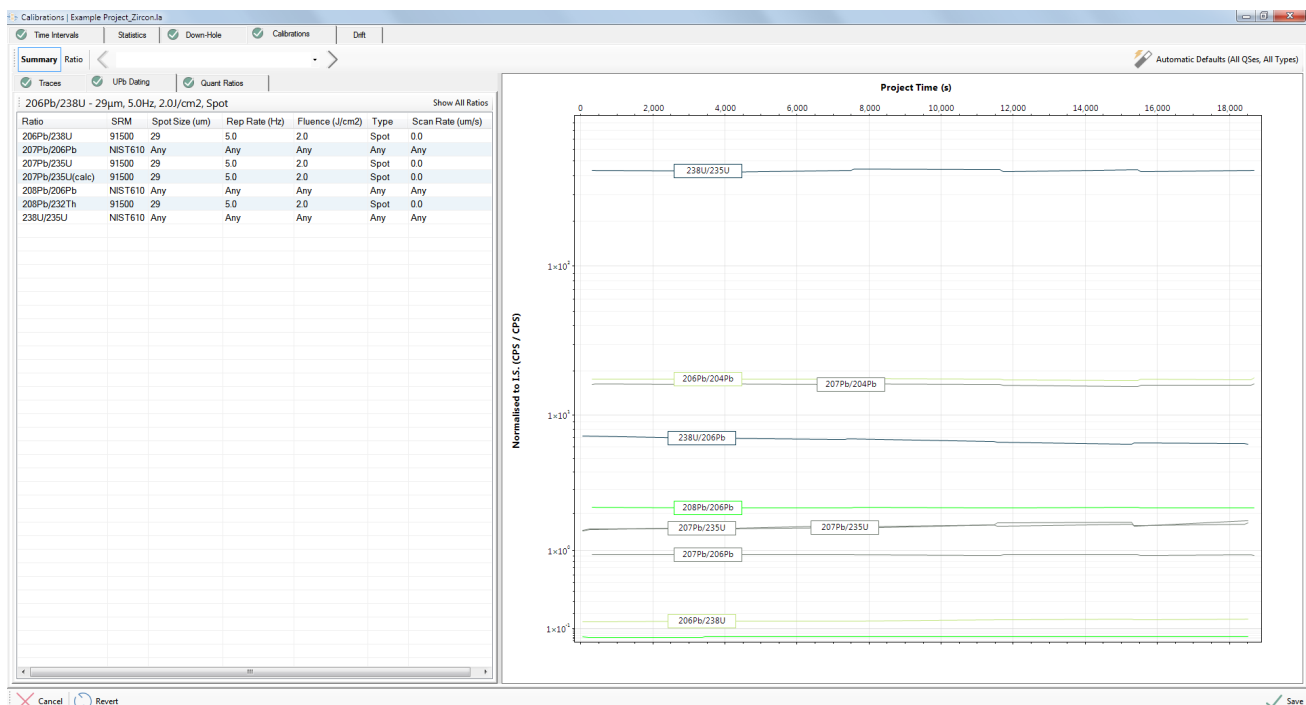 Calibrations | Example Project_Zircon.la
Time Intervals Statistics Down-Hole Calibrations Drift
Summary Ratio Automatic Defaults (All QSes, All Types)
Traces UPb Dating Quant Ratios
206Pb/238U - 29µm, 5.0Hz, 2.0J/cm2, Spot Show All Ratios
Ratio SRM Spot Size (um) Rep Rate (Hz) Fluence (J/cm2) Type Scan Rate (um/s)
206Pb/238U 91500 29 5.0 2.0 Spot 0.0
207Pb/206Pb NIST610 Any Any Any Any Any
207Pb/235U 91500 29 5.0 2.0 Spot 0.0
207Pb/235U(calc) 91500 29 5.0 2.0 Spot 0.0
208Pb/206Pb NIST610 Any Any Any Any Any
208Pb/232Th 91500 29 5.0 2.0 Spot 0.0
238U/235U NIST610 Any Any Any Any Any
Project Time (s)
0 2,000 4,000 6,000 8,000 10,000 12,000 14,000 16,000 18,000
Normalised to I.S. (CPS / CPS)
238U/235U
206Pb/204Pb 207Pb/204Pb
1×10¹
238U/206Pb
208Pb/206Pb
207Pb/235U 207Pb/235U
1×10⁰
207Pb/206Pb
206Pb/238U
1×10⁻¹
Cancel Revert Save